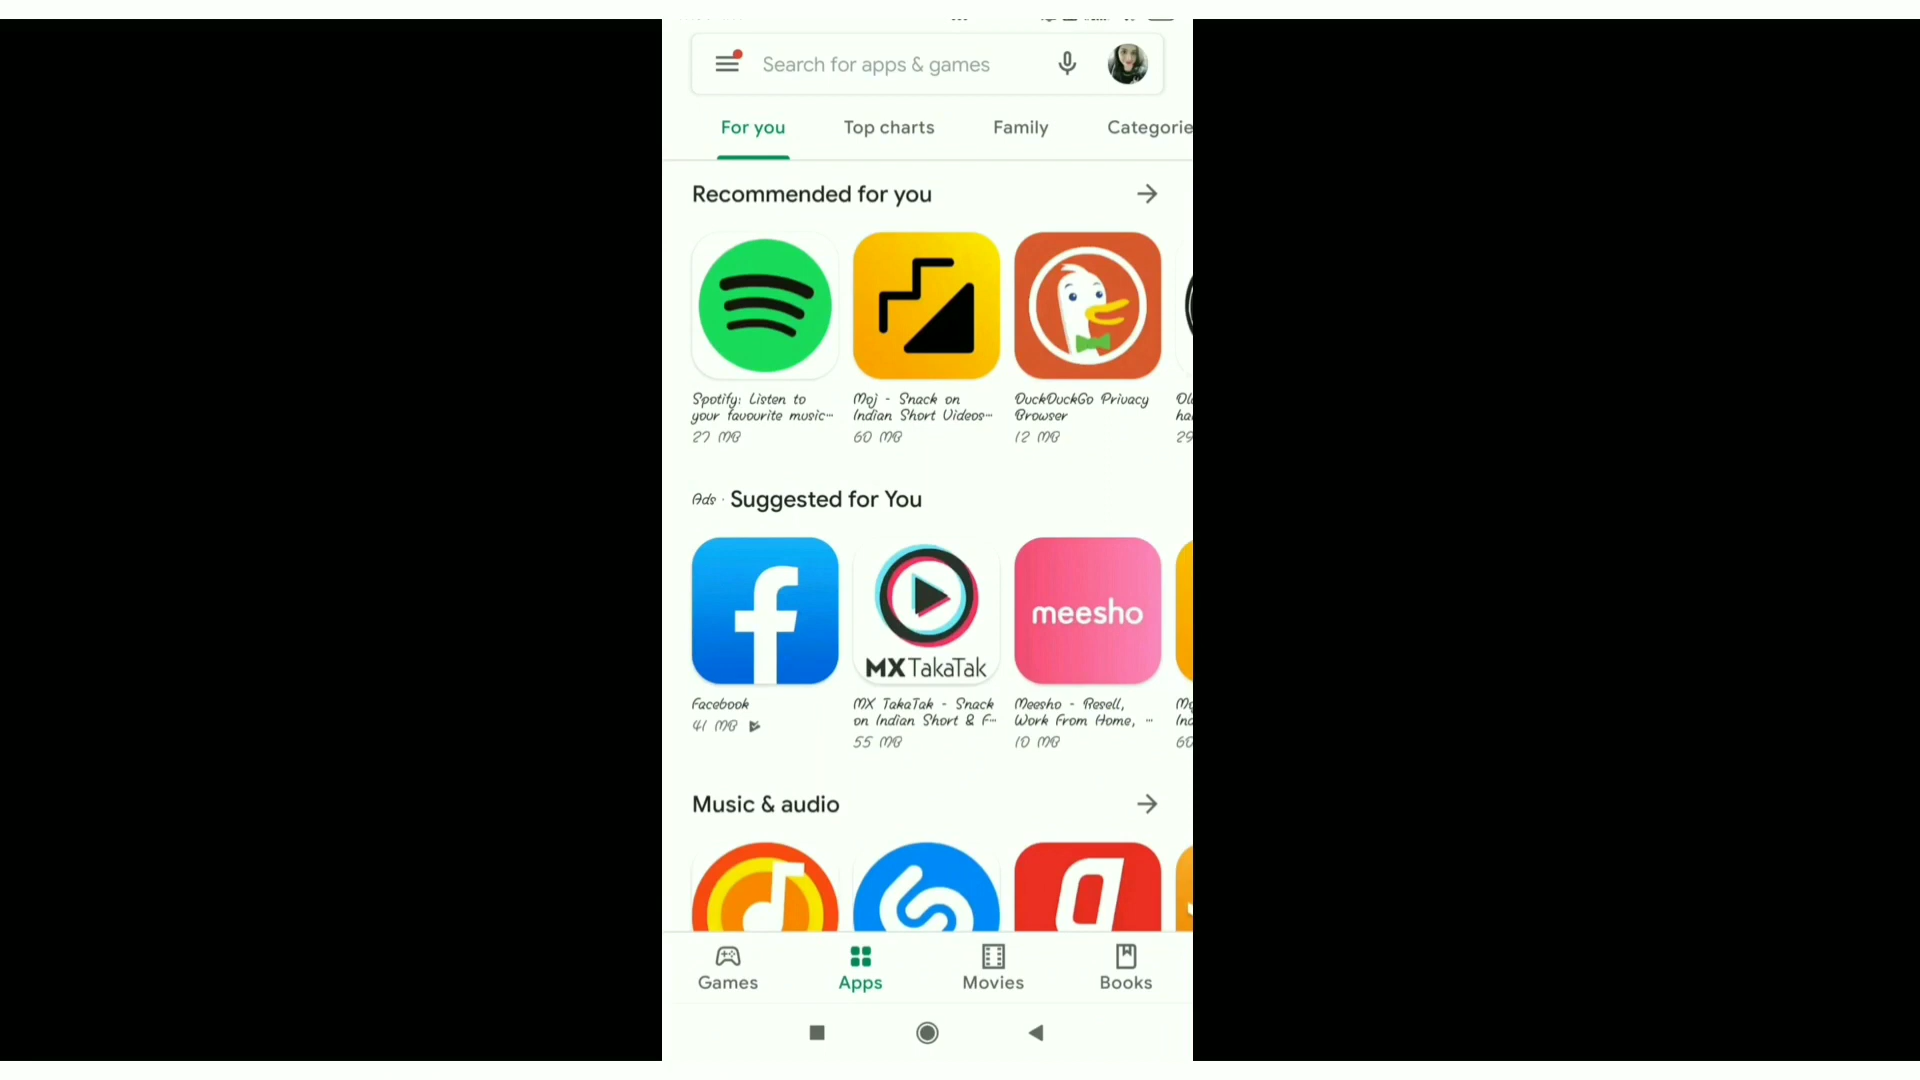 Search for apps & games
For you
Top charts
Family
Categorie
Recommended for you
Spotify: Listen to
your favourite music…
27 MB
Moj - Snack on
Indian Short Videos…
60 MB
DuckDuckGo Privacy
Browser
12 MB
Ads · Suggested for You
meesho
MX TakaTak
Facebook
41 MB
MX TakaTak - Snack
on Indian Short & F…
55 MB
Meesho - Resell,
Work From Home, …
10 MB
60
Music & audio
Games
Apps
Movies
Books